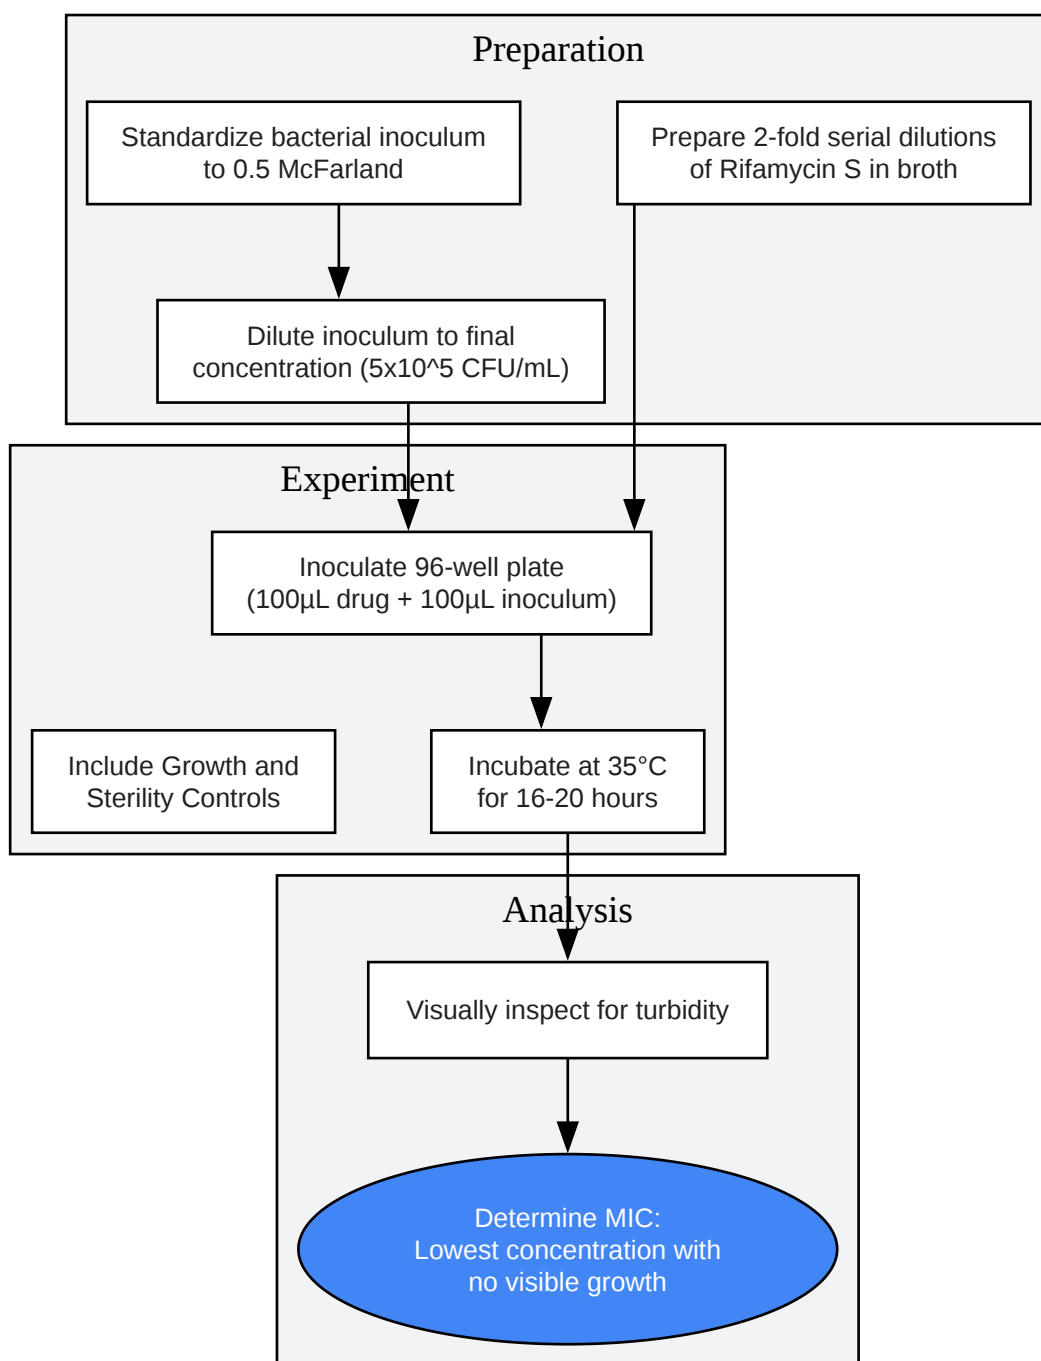 Preparation
Standardize bacterial inoculum
to 0.5 McFarland
Prepare 2-fold serial dilutions
of Rifamycin S in broth
Dilute inoculum to final
concentration (5x10^5 CFU/mL)
Experiment
Inoculate 96-well plate
(100µL drug + 100µL inoculum)
Include Growth and
Sterility Controls
Incubate at 35°C
for 16-20 hours
Analysis
Visually inspect for turbidity
Determine MIC:
Lowest concentration with
no visible growth